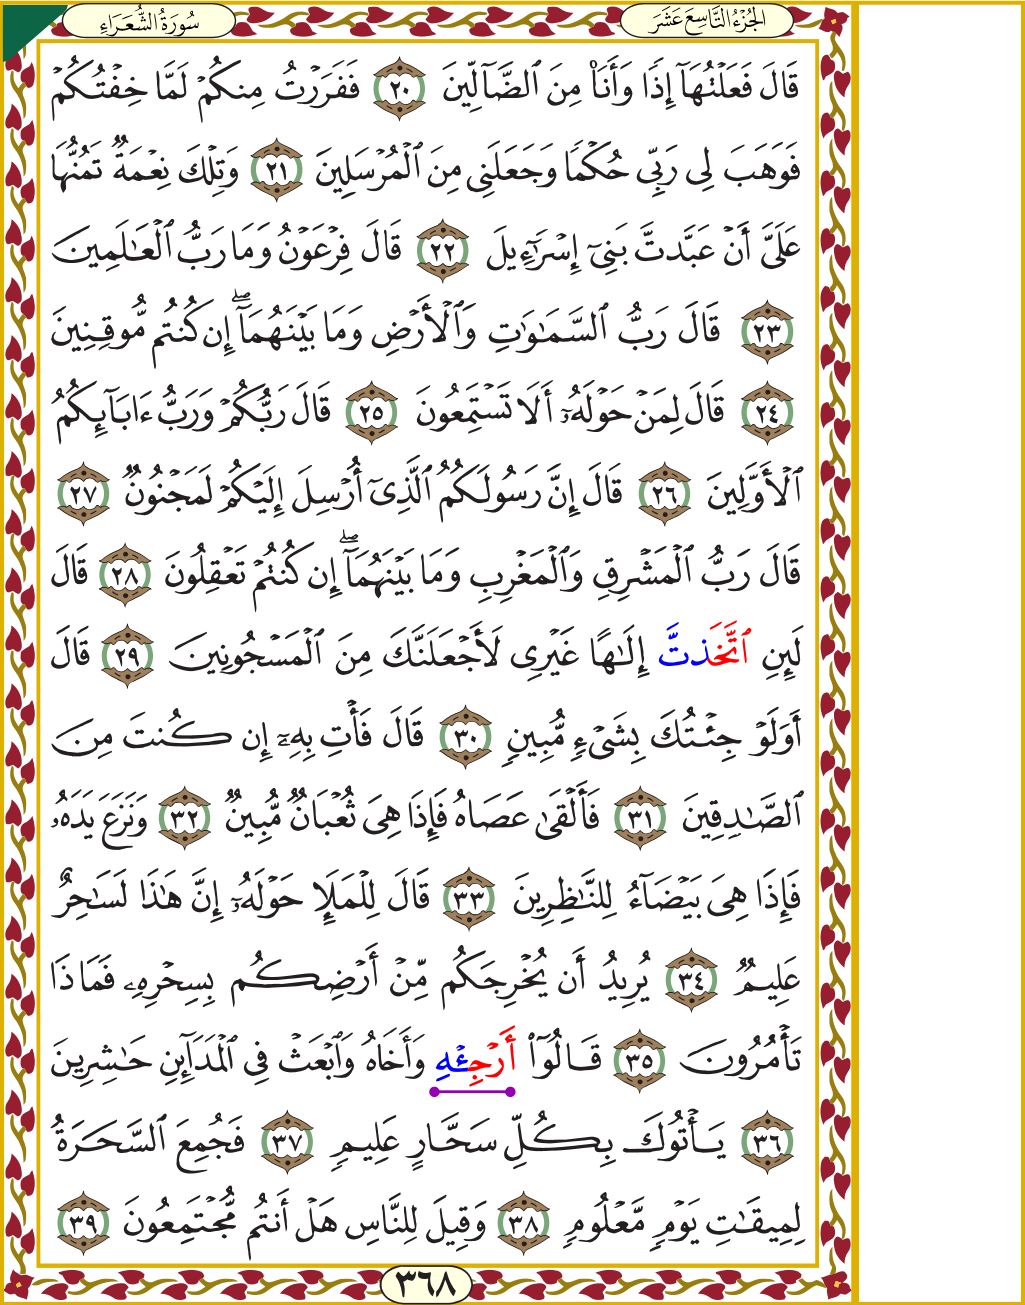 الجُزْءُ التَّاسِعَ عَشَرَ
سُورَةُ الشُّعَرَاءِ
قَالَ فَعَلْتُهَآ إِذٗا وَأَنَا۠ مِنَ ٱلضَّآلِّينَ ٢٠ فَفَرَرۡتُ مِنكُمۡ لَمَّا خِفۡتُكُمۡ
فَوَهَبَ لِي رَبِّي حُكۡمٗا وَجَعَلَنِي مِنَ ٱلۡمُرۡسَلِينَ ٢١ وَتِلۡكَ نِعۡمَةٞ تَمُنُّهَا
عَلَيَّ أَنۡ عَبَّدتَّ بَنِيٓ إِسۡرَٰٓءِيلَ ٢٢ قَالَ فِرۡعَوۡنُ وَمَا رَبُّ ٱلۡعَٰلَمِينَ
٢٣ قَالَ رَبُّ ٱلسَّمَٰوَٰتِ وَٱلۡأَرۡضِ وَمَا بَيۡنَهُمَآۖ إِن كُنتُم مُّوقِنِينَ
٢٤ قَالَ لِمَنۡ حَوۡلَهُۥٓ أَلَا تَسۡتَمِعُونَ ٢٥ قَالَ رَبُّكُمۡ وَرَبُّ ءَابَآئِكُمُ
ٱلۡأَوَّلِينَ ٢٦ قَالَ إِنَّ رَسُولَكُمُ ٱلَّذِيٓ أُرۡسِلَ إِلَيۡكُمۡ لَمَجۡنُونٞ ٢٧
قَالَ رَبُّ ٱلۡمَشۡرِقِ وَٱلۡمَغۡرِبِ وَمَا بَيۡنَهُمَآۖ إِن كُنتُمۡ تَعۡقِلُونَ ٢٨ قَالَ
لَئِنِ ٱتَّخَذتَّ إِلَٰهًا غَيۡرِي لَأَجۡعَلَنَّكَ مِنَ ٱلۡمَسۡجُونِينَ ٢٩ قَالَ
أَوَلَوۡ جِئۡتُكَ بِشَيۡءٖ مُّبِينٖ ٣٠ قَالَ فَأۡتِ بِهِۦٓ إِن كُنتَ مِنَ
ٱلصَّٰدِقِينَ ٣١ فَأَلۡقَىٰ عَصَاهُ فَإِذَا هِيَ ثُعۡبَانٞ مُّبِينٞ ٣٢ وَنَزَعَ يَدَهُۥ
فَإِذَا هِيَ بَيۡضَآءُ لِلنَّٰظِرِينَ ٣٣ قَالَ لِلۡمَلَإِ حَوۡلَهُۥٓ إِنَّ هَٰذَا لَسَٰحِرٌ
عَلِيمٞ ٣٤ يُرِيدُ أَن يُخۡرِجَكُم مِّنۡ أَرۡضِكُم بِسِحۡرِهِۦ فَمَاذَا
تَأۡمُرُونَ ٣٥ قَالُوٓاْ أَرۡجِئۡهِ وَأَخَاهُ وَٱبۡعَثۡ فِي ٱلۡمَدَآئِنِ حَٰشِرِينَ
٣٦ يَأۡتُوكَ بِكُلِّ سَحَّارٍ عَلِيمٖ ٣٧ فَجُمِعَ ٱلسَّحَرَةُ
لِمِيقَٰتِ يَوۡمٖ مَّعۡلُومٖ ٣٨ وَقِيلَ لِلنَّاسِ هَلۡ أَنتُم مُّجۡتَمِعُونَ ٣٩
٣٦٨